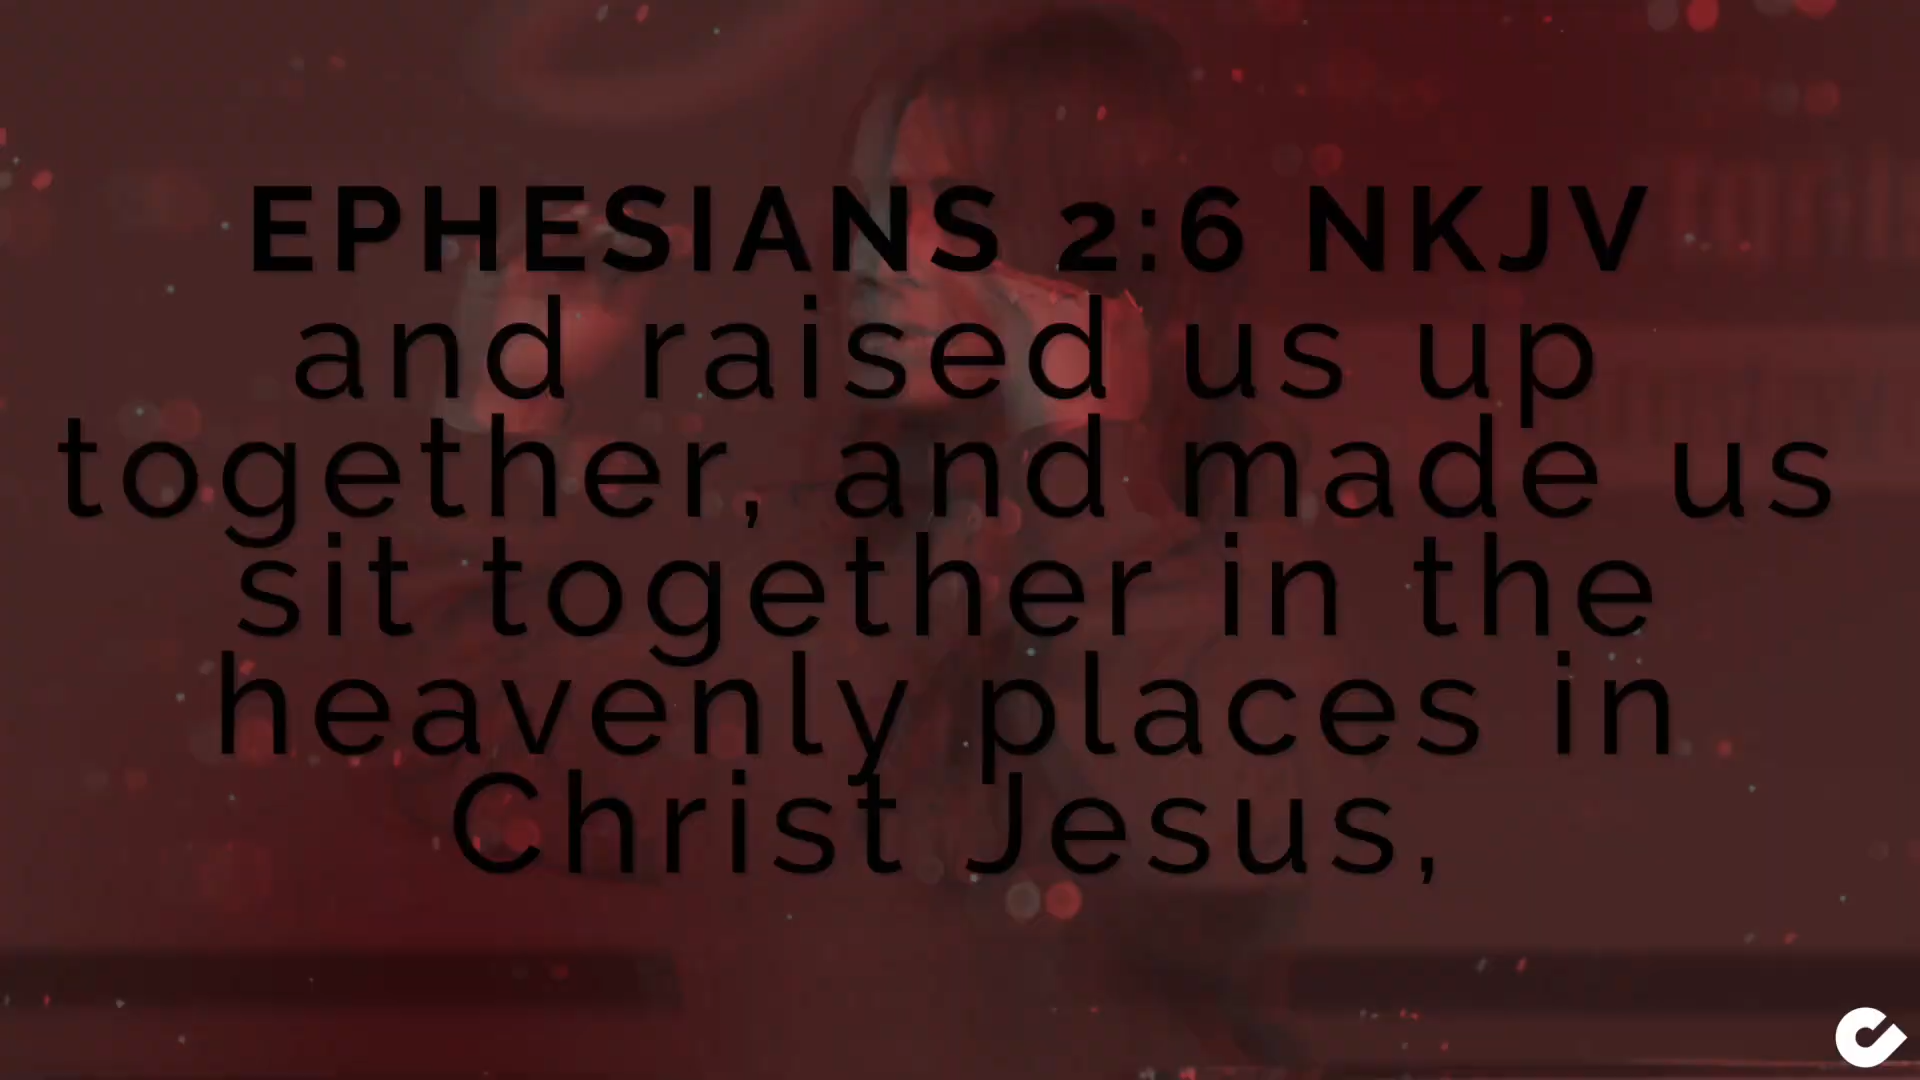 EPHESIANS 2:6 NKJV
and raised us up
together, and made us
sit together in the
heavenly places in
Christ Jesus,